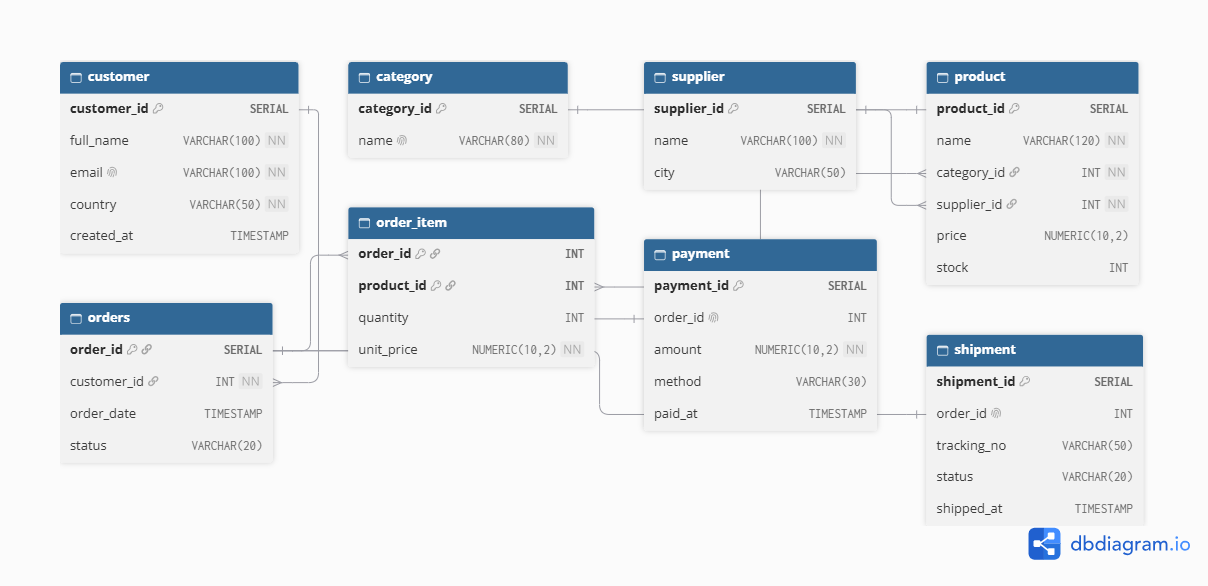 customer
customer_id SERIAL
full_name VARCHAR(100) NN
email VARCHAR(100) NN
country VARCHAR(50) NN
created_at TIMESTAMP
category
category_id SERIAL
name VARCHAR(80) NN
supplier
supplier_id SERIAL
name VARCHAR(100) NN
city VARCHAR(50)
product
product_id SERIAL
name VARCHAR(120) NN
category_id INT NN
supplier_id INT NN
price NUMERIC(10,2)
stock INT
order_item
order_id INT
product_id INT
quantity INT
unit_price NUMERIC(10,2) NN
payment
payment_id SERIAL
order_id INT
amount NUMERIC(10,2) NN
method VARCHAR(30)
paid_at TIMESTAMP
orders
order_id SERIAL
customer_id INT NN
order_date TIMESTAMP
status VARCHAR(20)
shipment
shipment_id SERIAL
order_id INT
tracking_no VARCHAR(50)
status VARCHAR(20)
shipped_at TIMESTAMP
dbdiagram.io